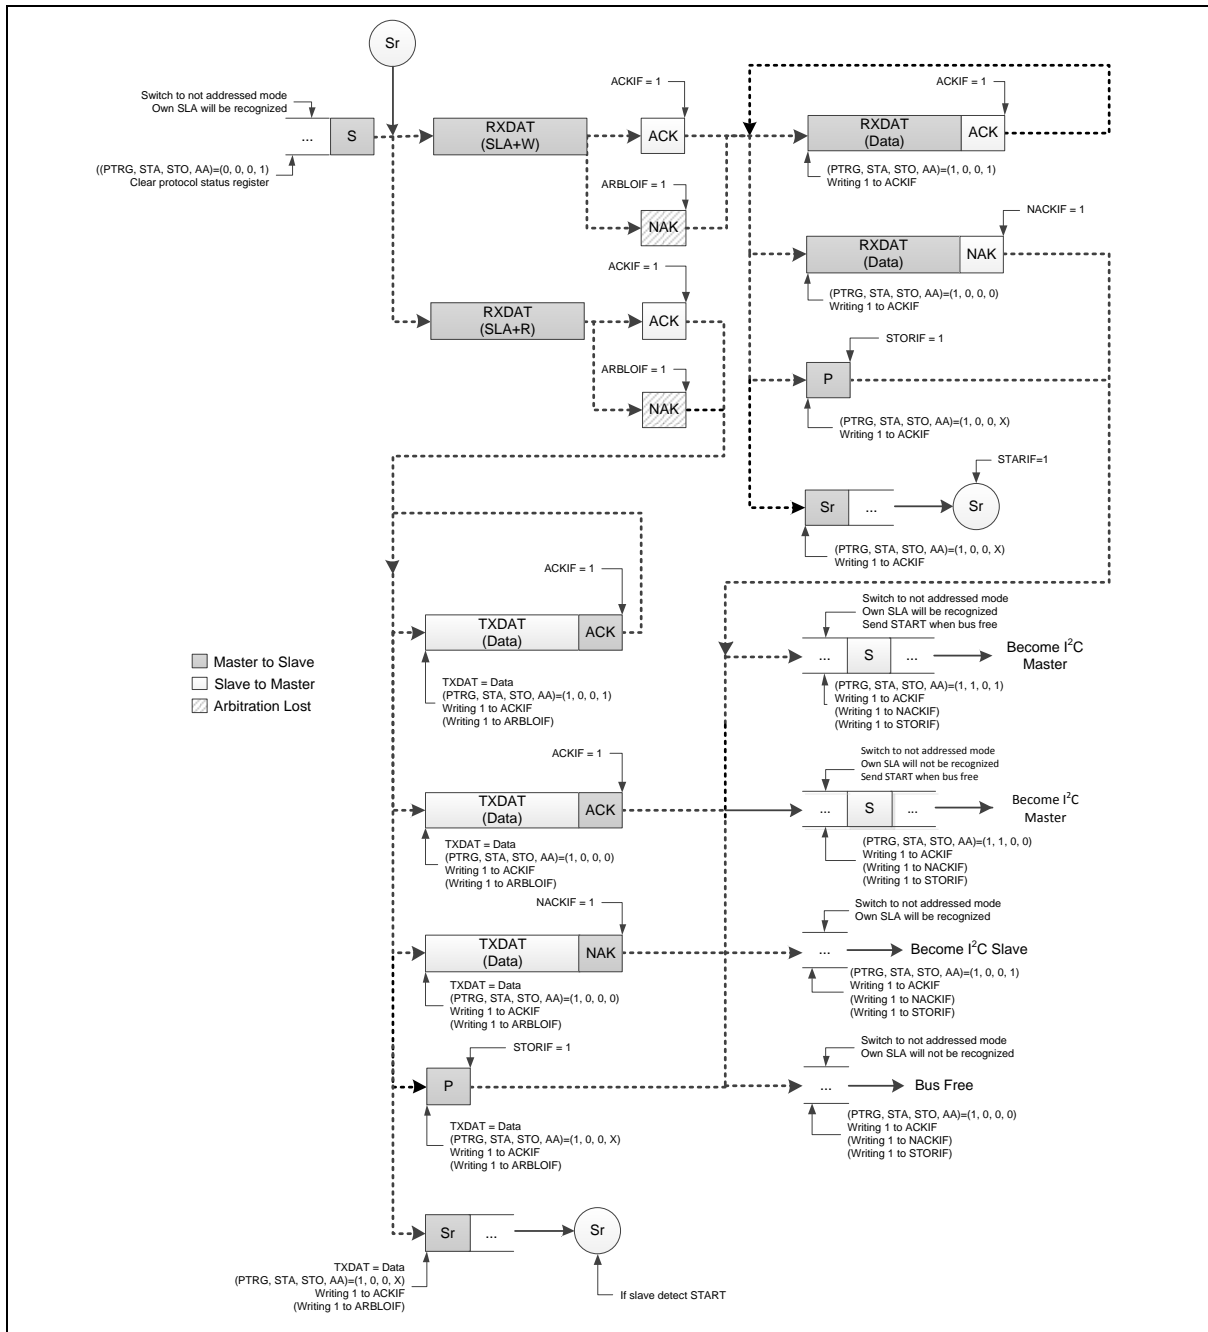 Sr
Switch to not addressed mode
Own SLA will be recognized
...
S
((PTRG, STA, STO, AA)=(0, 0, 0, 1)
Clear protocol status register
RXDAT
(SLA+W)
ACKIF = 1
ACK
ARBLOIF = 1
NAK
ACKIF = 1
RXDAT
(Data)
ACK
(PTRG, STA, STO, AA)=(1, 0, 0, 1)
Writing 1 to ACKIF
NACKIF = 1
RXDAT
(Data)
NAK
(PTRG, STA, STO, AA)=(1, 0, 0, 0)
Writing 1 to ACKIF
RXDAT
(SLA+R)
ACKIF = 1
ACK
ARBLOIF = 1
NAK
STORIF = 1
P
(PTRG, STA, STO, AA)=(1, 0, 0, X)
Writing 1 to ACKIF
STARIF=1
Sr
...
Sr
(PTRG, STA, STO, AA)=(1, 0, 0, X)
Writing 1 to ACKIF
ACKIF = 1
TXDAT
(Data)
ACK
TXDAT = Data
(PTRG, STA, STO, AA)=(1, 0, 0, 1)
Writing 1 to ACKIF
(Writing 1 to ARBLOIF)
Master to Slave
Slave to Master
Arbitration Lost
Switch to not addressed mode
Own SLA will be recognized
Send START when bus free
...
S
...
Become I²C
Master
(PTRG, STA, STO, AA)=(1, 1, 0, 1)
Writing 1 to ACKIF
(Writing 1 to NACKIF)
(Writing 1 to STORIF)
ACKIF = 1
TXDAT
(Data)
ACK
TXDAT = Data
(PTRG, STA, STO, AA)=(1, 0, 0, 0)
Writing 1 to ACKIF
(Writing 1 to ARBLOIF)
Switch to not addressed mode
Own SLA will not be recognized
Send START when bus free
...
S
...
Become I²C
Master
(PTRG, STA, STO, AA)=(1, 1, 0, 0)
Writing 1 to ACKIF
(Writing 1 to NACKIF)
(Writing 1 to STORIF)
NACKIF = 1
TXDAT
(Data)
NAK
TXDAT = Data
(PTRG, STA, STO, AA)=(1, 0, 0, 0)
Writing 1 to ACKIF
(Writing 1 to ARBLOIF)
Switch to not addressed mode
Own SLA will be recognized
...
Become I²C Slave
(PTRG, STA, STO, AA)=(1, 0, 0, 1)
Writing 1 to ACKIF
(Writing 1 to NACKIF)
(Writing 1 to STORIF)
STORIF = 1
P
TXDAT = Data
(PTRG, STA, STO, AA)=(1, 0, 0, X)
Writing 1 to ACKIF
(Writing 1 to ARBLOIF)
Switch to not addressed mode
Own SLA will not be recognized
...
Bus Free
(PTRG, STA, STO, AA)=(1, 0, 0, 0)
Writing 1 to ACKIF
(Writing 1 to NACKIF)
(Writing 1 to STORIF)
Sr
...
Sr
TXDAT = Data
(PTRG, STA, STO, AA)=(1, 0, 0, X)
Writing 1 to ACKIF
(Writing 1 to ARBLOIF)
If slave detect START